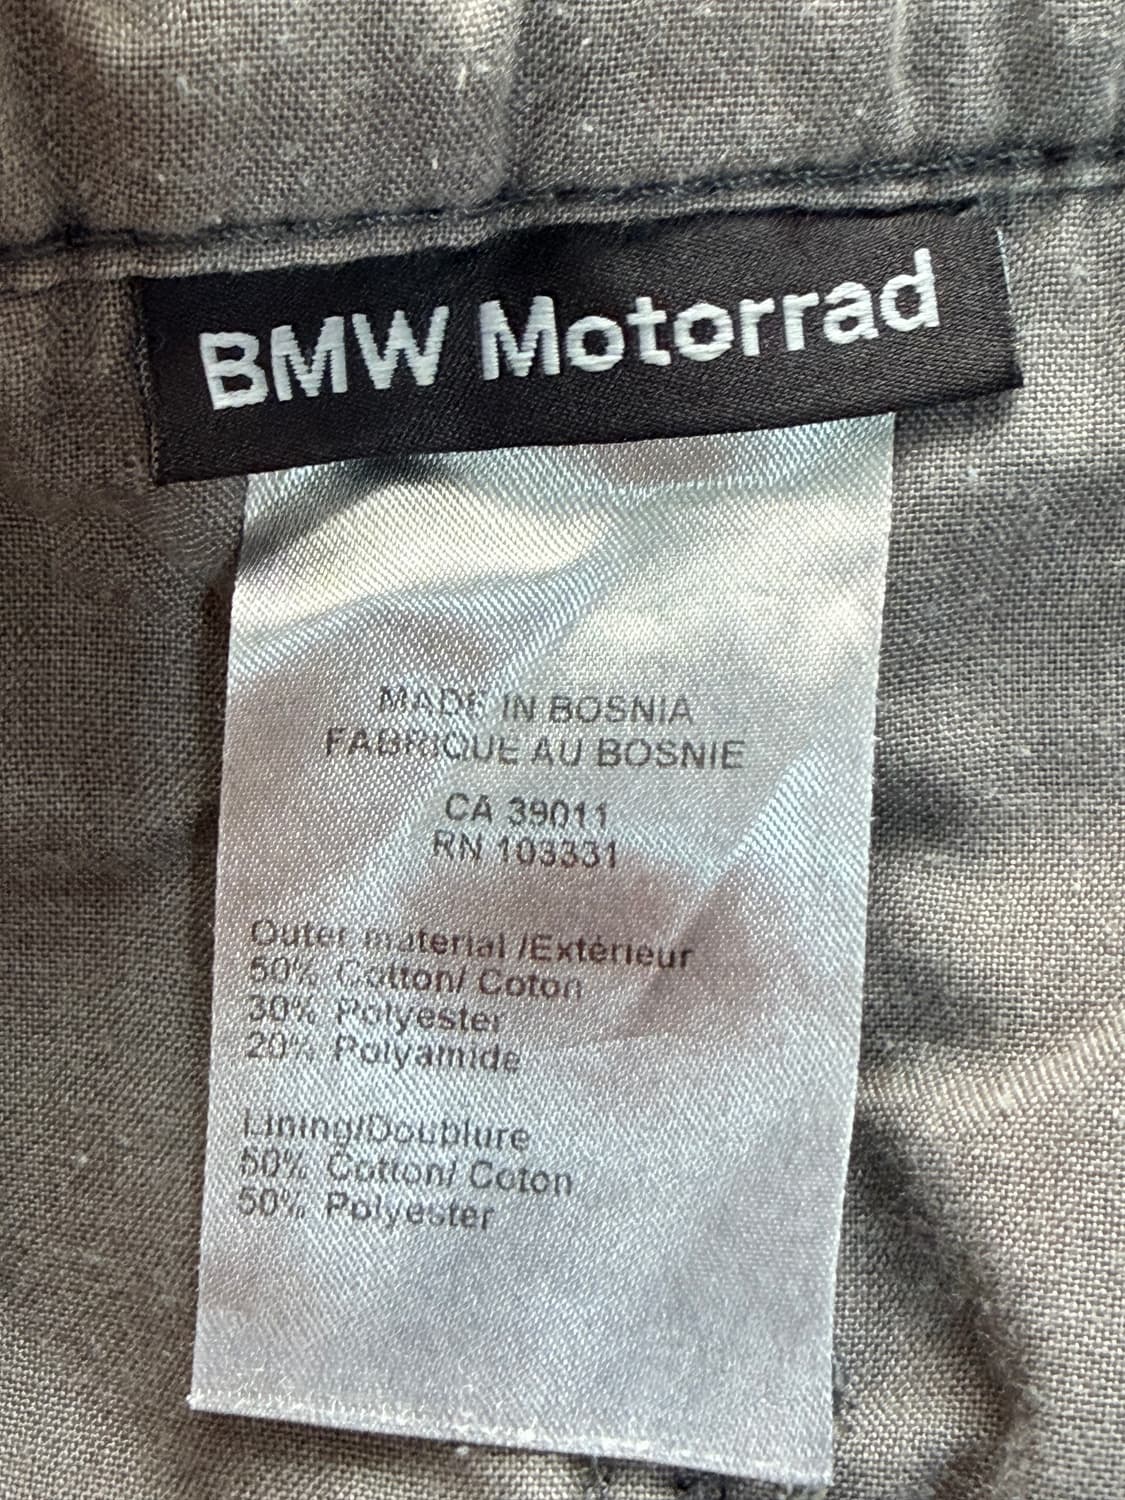 BMW Motorrad
MADE IN BOSNIA
FABRIQUE AU BOSNIE
CA 39011
RN 103331
Outer material /Extérieur
50% Cotton/ Coton
30% Polyester
20% Polyamide
Lining/Doublure
50% Cotton/ Coton
50% Polyester